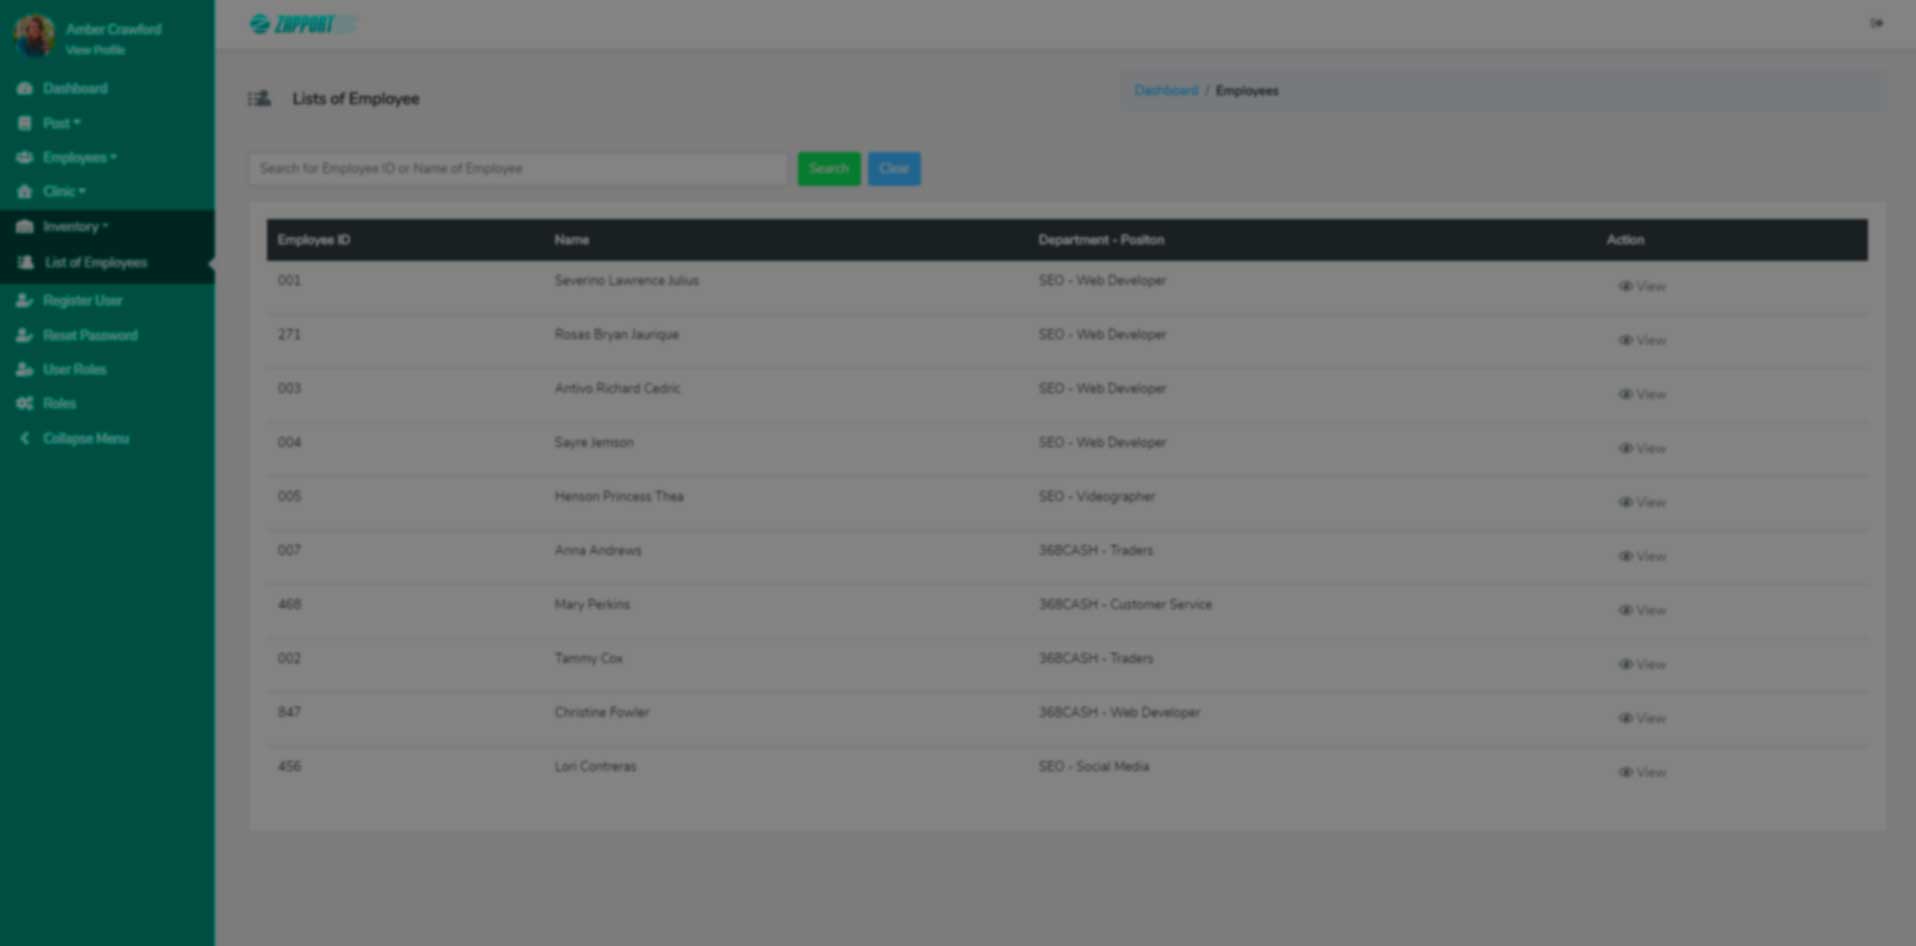 Amber Crawford
View Profile
Dashboard
Post
Employees
Clinic
Inventory
List of Employees
Register User
Reset Password
User Roles
Roles
Collapse Menu
ZAPPORT
Lists of Employee
Dashboard / Employees
Search for Employee ID or Name of Employee
Search
Clear
Employee ID Name Department - Positon Action
001 Severino Lawrence Julius SEO - Web Developer View
271 Rosas Bryan Jaurique SEO - Web Developer View
003 Antivo Richard Cedric SEO - Web Developer View
004 Sayre Jemson SEO - Web Developer View
005 Henson Princess Thea SEO - Videographer View
007 Anna Andrews 368CASH - Traders View
468 Mary Perkins 368CASH - Customer Service View
002 Tammy Cox 368CASH - Traders View
847 Christine Fowler 368CASH - Web Developer View
456 Lori Contreras SEO - Social Media View